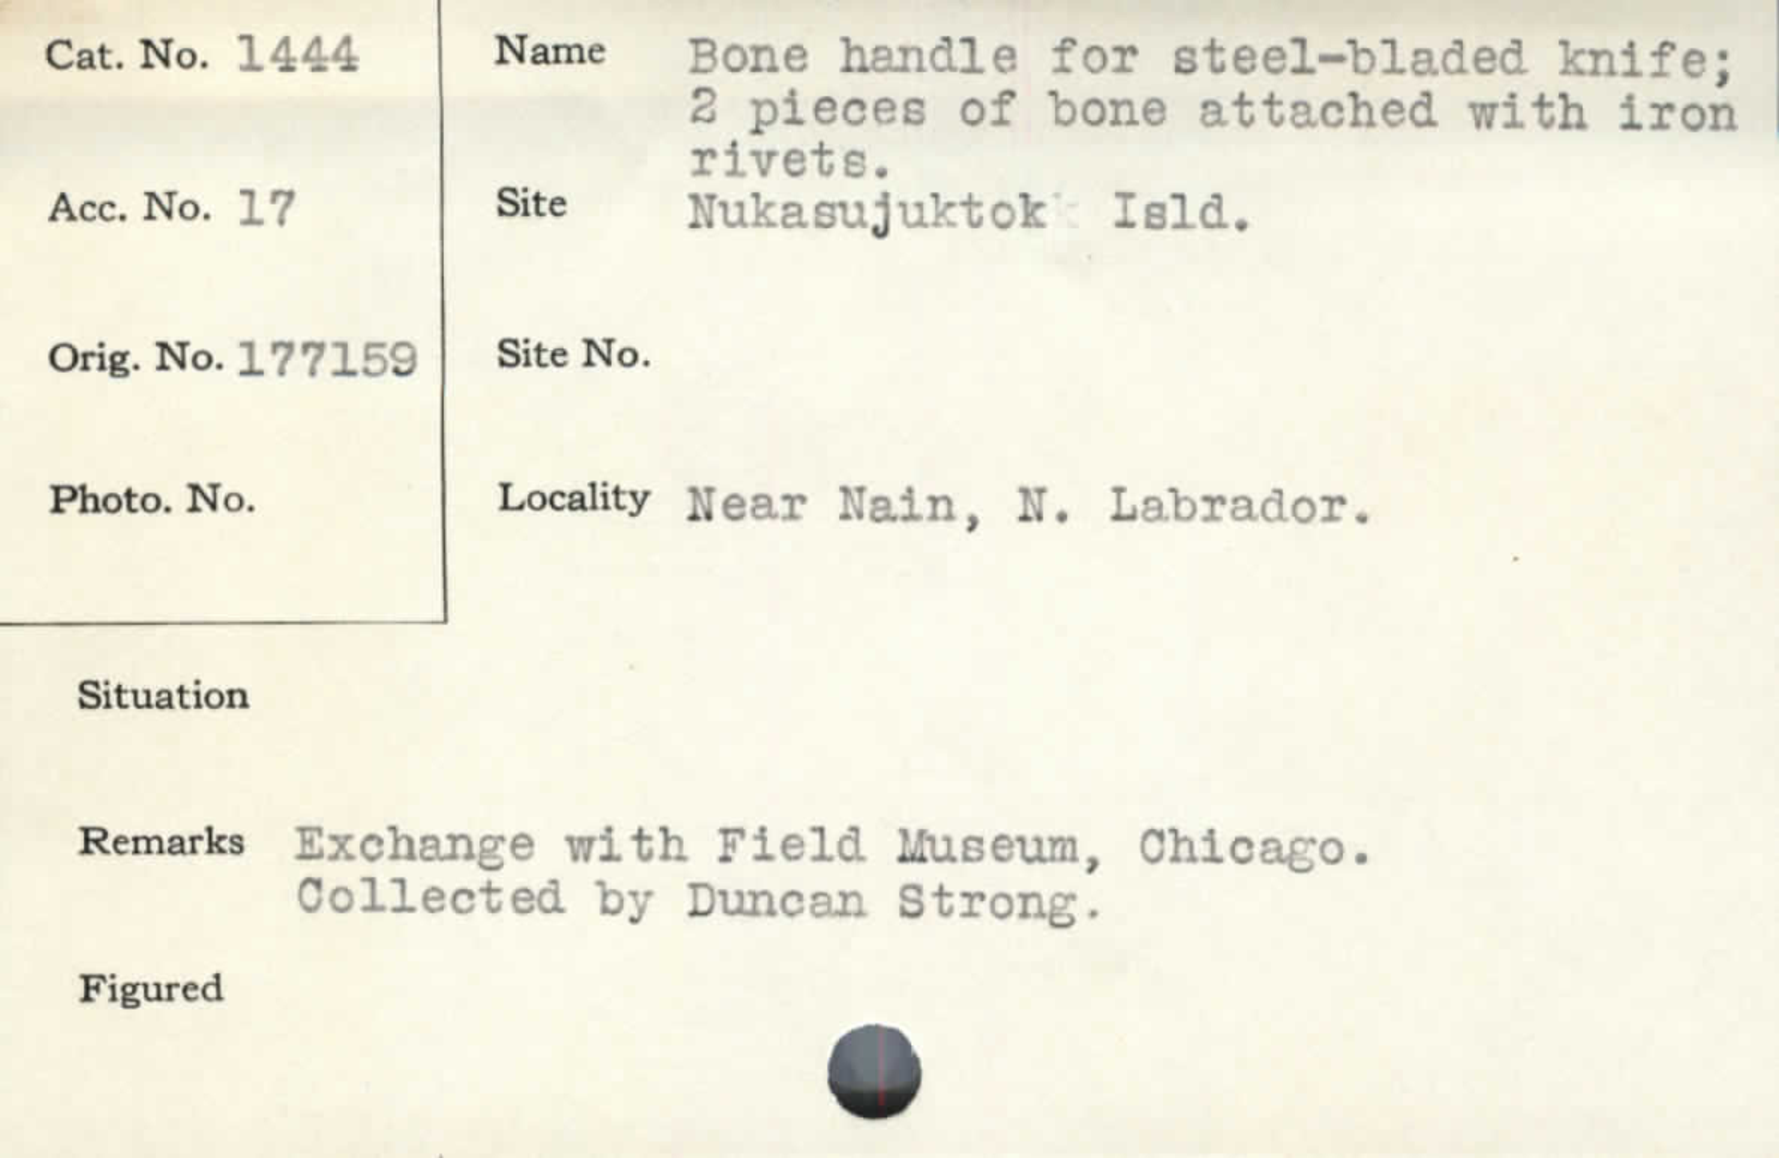 Cat. No. 1444
Name Bone handle for steel-bladed knife;
2 pieces of bone attached with iron
rivets.
Acc. No. 17
Site Nukasujuktok Isld.
Orig. No. 177159
Site No.
Photo. No.
Locality Near Nain, N. Labrador.
Situation
Remarks Exchange with Field Museum, Chicago.
Collected by Duncan Strong.
Figured